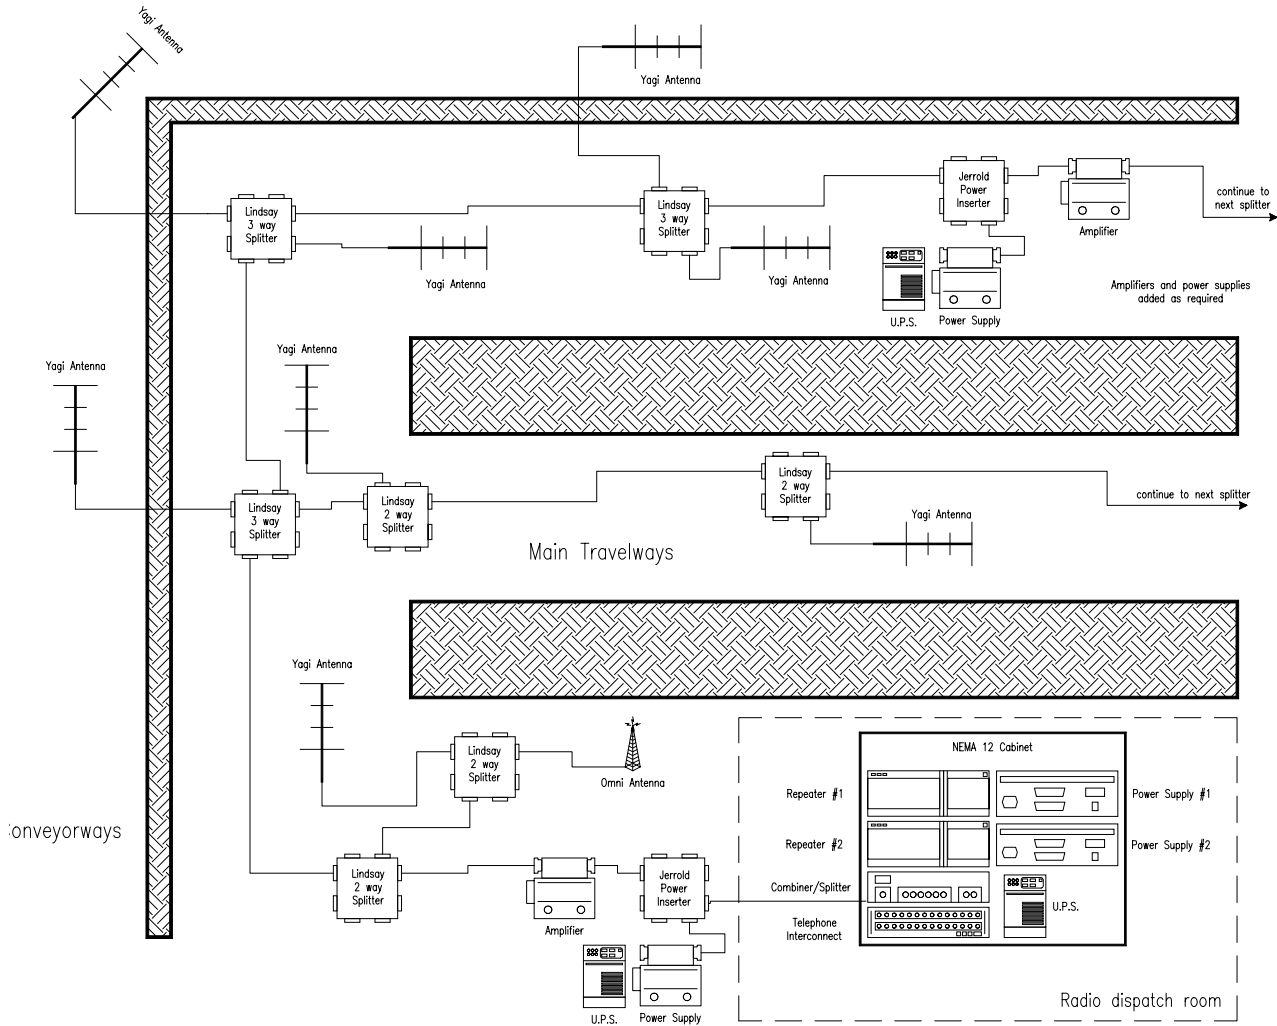 Yagi Antenna
Yagi Antenna
Lindsay
3 way
Splitter
Lindsay
3 way
Splitter
Jerrold
Power
Inserter
Amplifier
continue to
next splitter
Yagi Antenna
Yagi Antenna
U.P.S.
Power Supply
Amplifiers and power supplies
added as required
Yagi Antenna
Yagi Antenna
Lindsay
3 way
Splitter
Lindsay
2 way
Splitter
Lindsay
2 way
Splitter
continue to next splitter
Yagi Antenna
Main Travelways
Yagi Antenna
Lindsay
2 way
Splitter
Omni Antenna
onveyorways
Lindsay
2 way
Splitter
Amplifier
Jerrold
Power
Inserter
U.P.S.
Power Supply
NEMA 12 Cabinet
Repeater #1
Power Supply #1
Repeater #2
Power Supply #2
Combiner/Splitter
U.P.S.
Telephone
Interconnect
Radio dispatch room